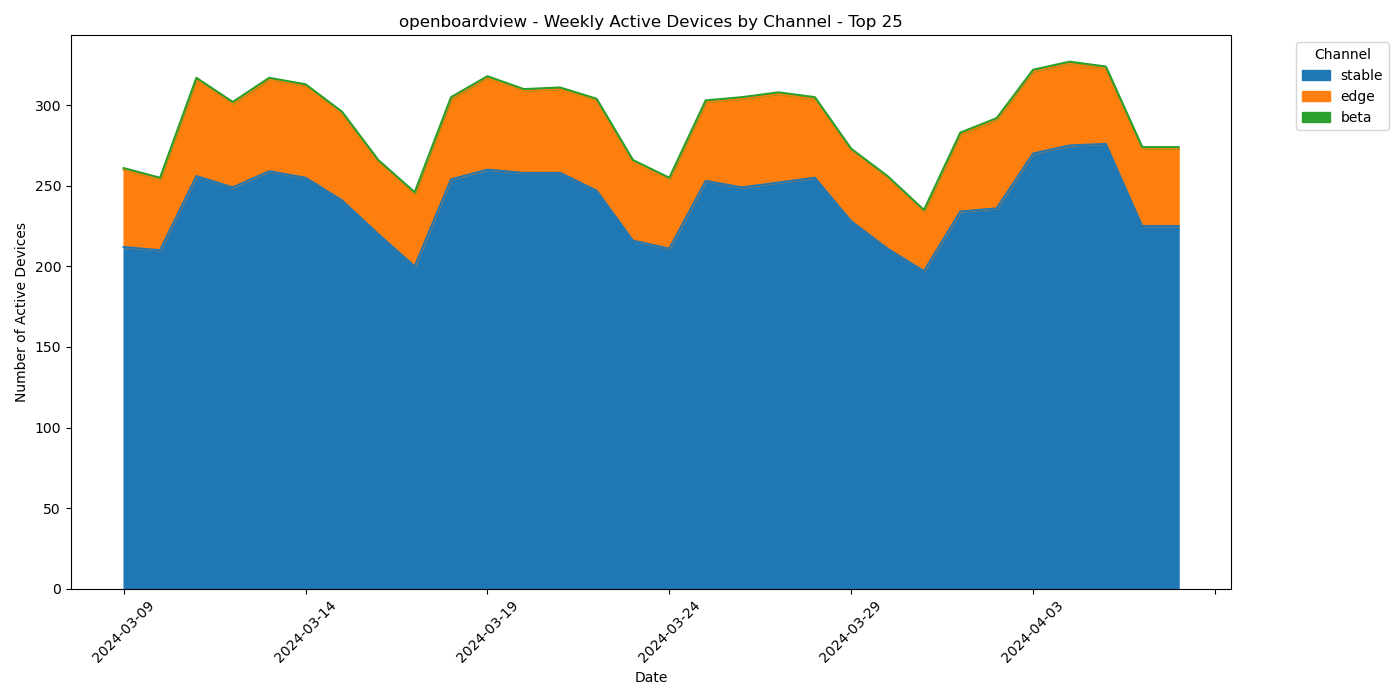 openboardview - Weekly Active Devices by Channel - Top 25
Channel
stable
edge
beta
Number of Active Devices
300
250
200
150
100
50
0
2024-03-09
2024-03-14
2024-03-19
2024-03-24
2024-03-29
2024-04-03
Date